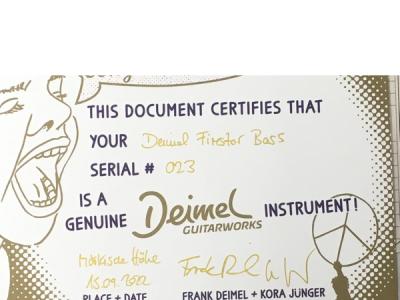 THIS DOCUMENT CERTIFIES THAT
YOUR Deimel Firestar Bass
SERIAL # 023
IS A
GENUINE Deimel INSTRUMENT!
GUITARWORKS
Märkische Höhe
15.09.2022
PLACE + DATE FRANK DEIMEL + KORA JÜNGER